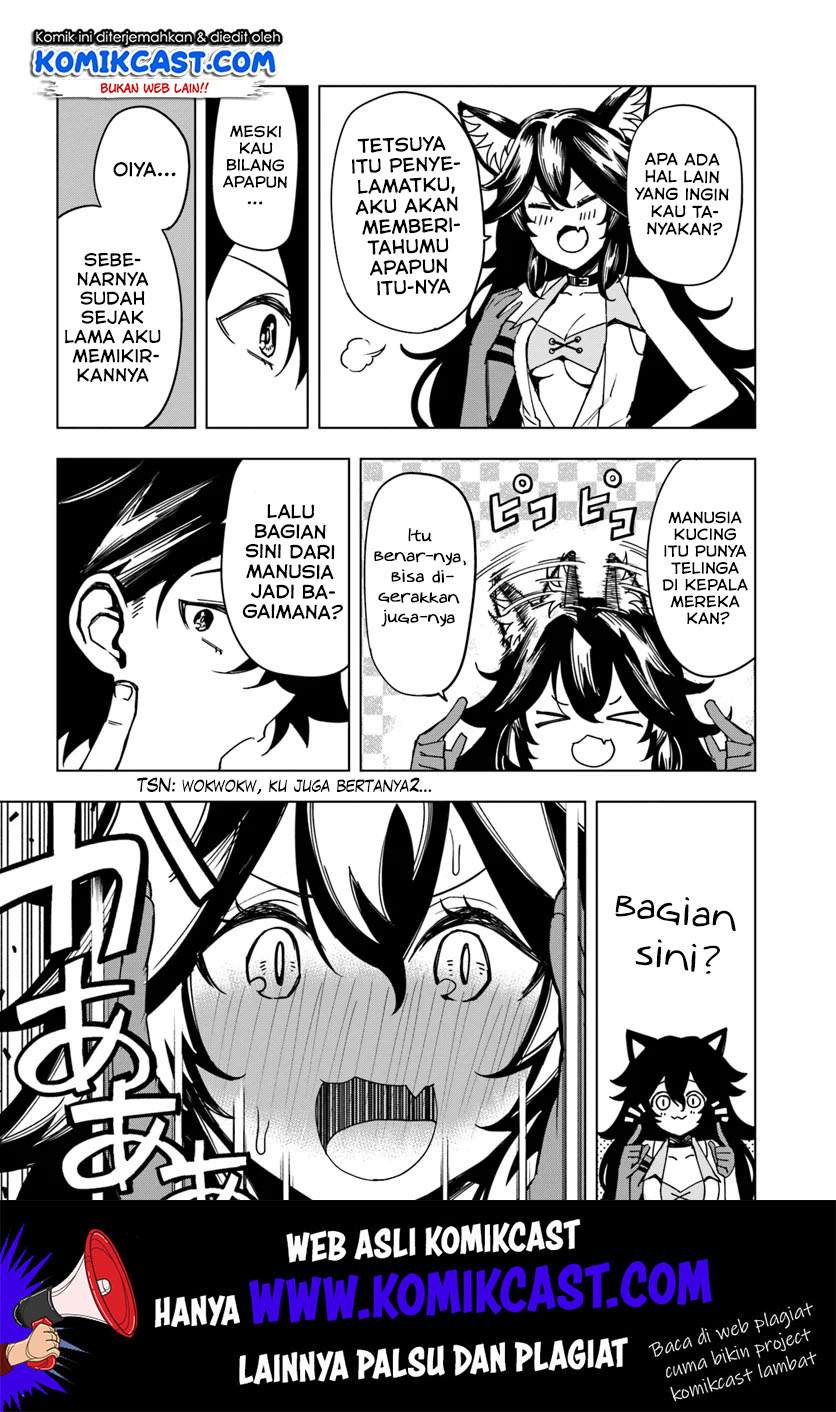 Komik ini diterjemahkan & diedit oleh
KOMIKCAST.COM
BUKAN WEB LAIN!!
APA ADA
HAL LAIN
YANG INGIN
KAU TA-
NYAKAN?
TETSUYA
ITU PENYE-
LAMATKU,
AKU AKAN
MEMBERI-
TAHUMU
APAPUN
ITU-NYA
MESKI
KAU
BILANG
APAPUN
...
OIYA...
SEBE-
NARNYA
SUDAH
SEJAK
LAMA AKU
MEMIKIR-
KANNYA
MANUSIA
KUCING
ITU PUNYA
TELINGA
DI KEPALA
MEREKA
KAN?
ピコ
ピコ
Itu
Benar-nya,
Bisa di-
gerakkan
juga-nya
LALU
BAGIAN
SINI DARI
MANUSIA
JADI BA-
GAIMANA?
TSN: WOKWOKW, KU JUGA BERTANYA2...
Bagian
sini?
があああ
WEB ASLI KOMIKCAST
HANYA WWW.KOMIKCAST.COM
LAINNYA PALSU DAN PLAGIAT
Baca di web plagiat
cuma bikin project
komikcast lambat